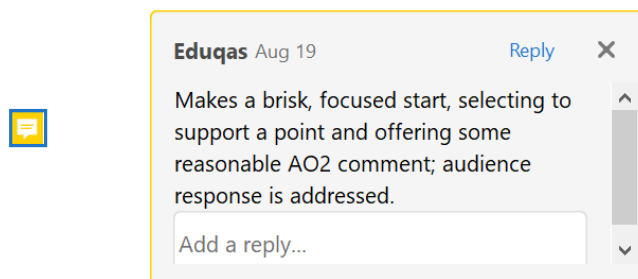 Eduqas Aug 19 Reply
Makes a brisk, focused start, selecting to
support a point and offering some
reasonable AO2 comment; audience
response is addressed.
Add a reply...